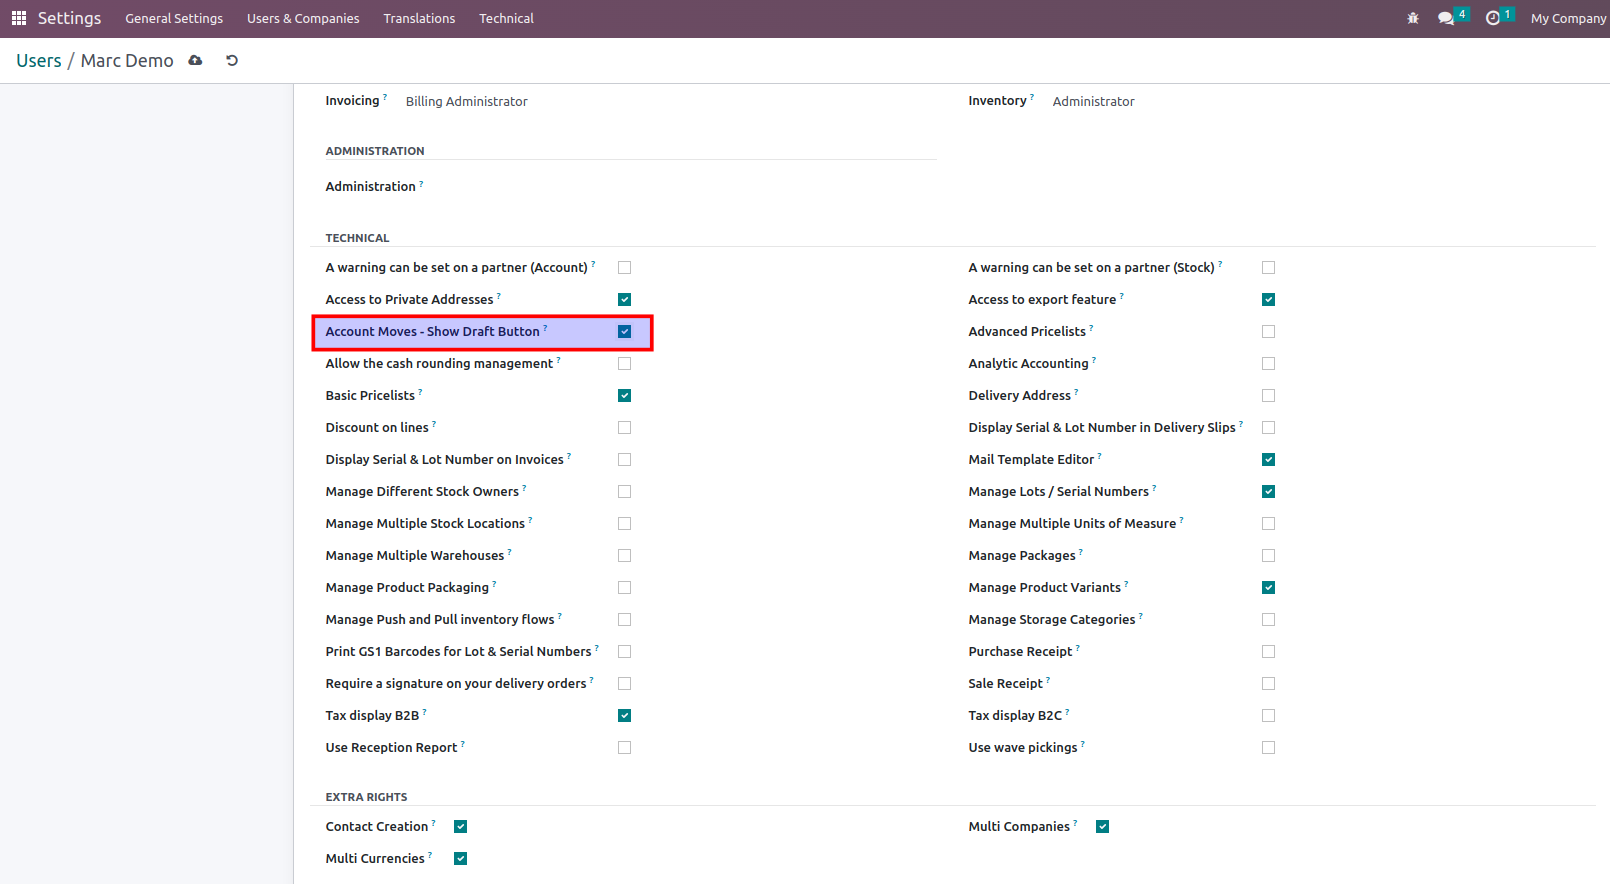 Settings General Settings Users & Companies Translations Technical 4 1 My Company
Users / Marc Demo
Invoicing ? Billing Administrator Inventory ? Administrator
ADMINISTRATION
Administration ?
TECHNICAL
A warning can be set on a partner (Account) ? A warning can be set on a partner (Stock) ?
Access to Private Addresses ? Access to export feature ?
Account Moves - Show Draft Button ? Advanced Pricelists ?
Allow the cash rounding management ? Analytic Accounting ?
Basic Pricelists ? Delivery Address ?
Discount on lines ? Display Serial & Lot Number in Delivery Slips ?
Display Serial & Lot Number on Invoices ? Mail Template Editor ?
Manage Different Stock Owners ? Manage Lots / Serial Numbers ?
Manage Multiple Stock Locations ? Manage Multiple Units of Measure ?
Manage Multiple Warehouses ? Manage Packages ?
Manage Product Packaging ? Manage Product Variants ?
Manage Push and Pull inventory flows ? Manage Storage Categories ?
Print GS1 Barcodes for Lot & Serial Numbers ? Purchase Receipt ?
Require a signature on your delivery orders ? Sale Receipt ?
Tax display B2B ? Tax display B2C ?
Use Reception Report ? Use wave pickings ?
EXTRA RIGHTS
Contact Creation ? Multi Companies ?
Multi Currencies ?